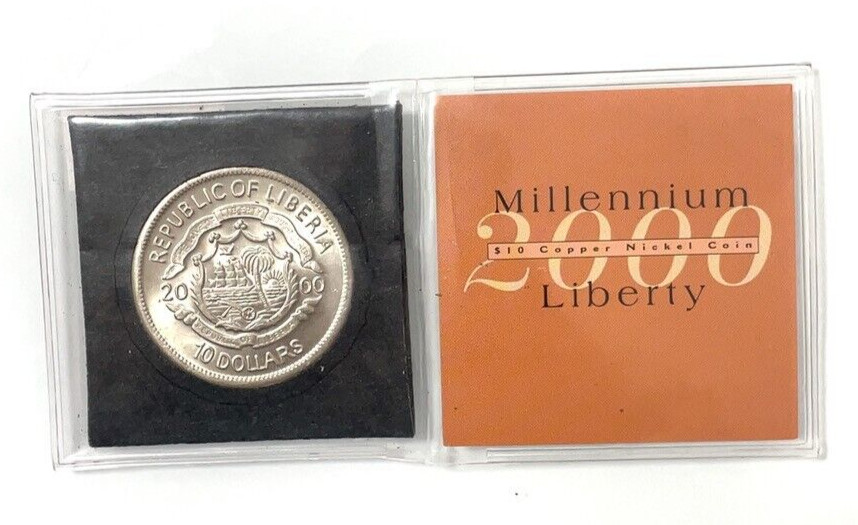 REPUBLIC OF LIBERIA
20 00
10 DOLLARS
Millennium
2000
$10 Copper Nickel Coin
Liberty